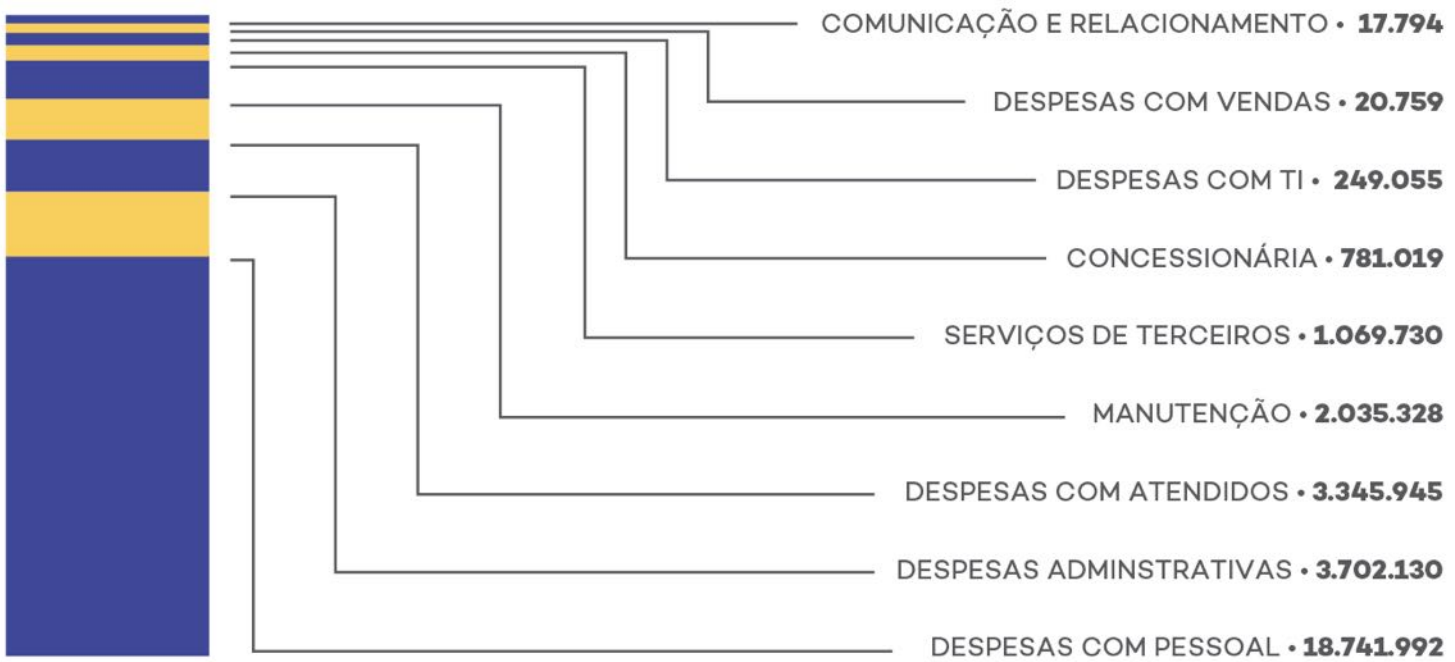 COMUNICAÇÃO E RELACIONAMENTO • 17.794
DESPESAS COM VENDAS • 20.759
DESPESAS COM TI • 249.055
CONCESSIONÁRIA • 781.019
SERVIÇOS DE TERCEIROS • 1.069.730
MANUTENÇÃO • 2.035.328
DESPESAS COM ATENDIDOS • 3.345.945
DESPESAS ADMINSTRATIVAS • 3.702.130
DESPESAS COM PESSOAL • 18.741.992